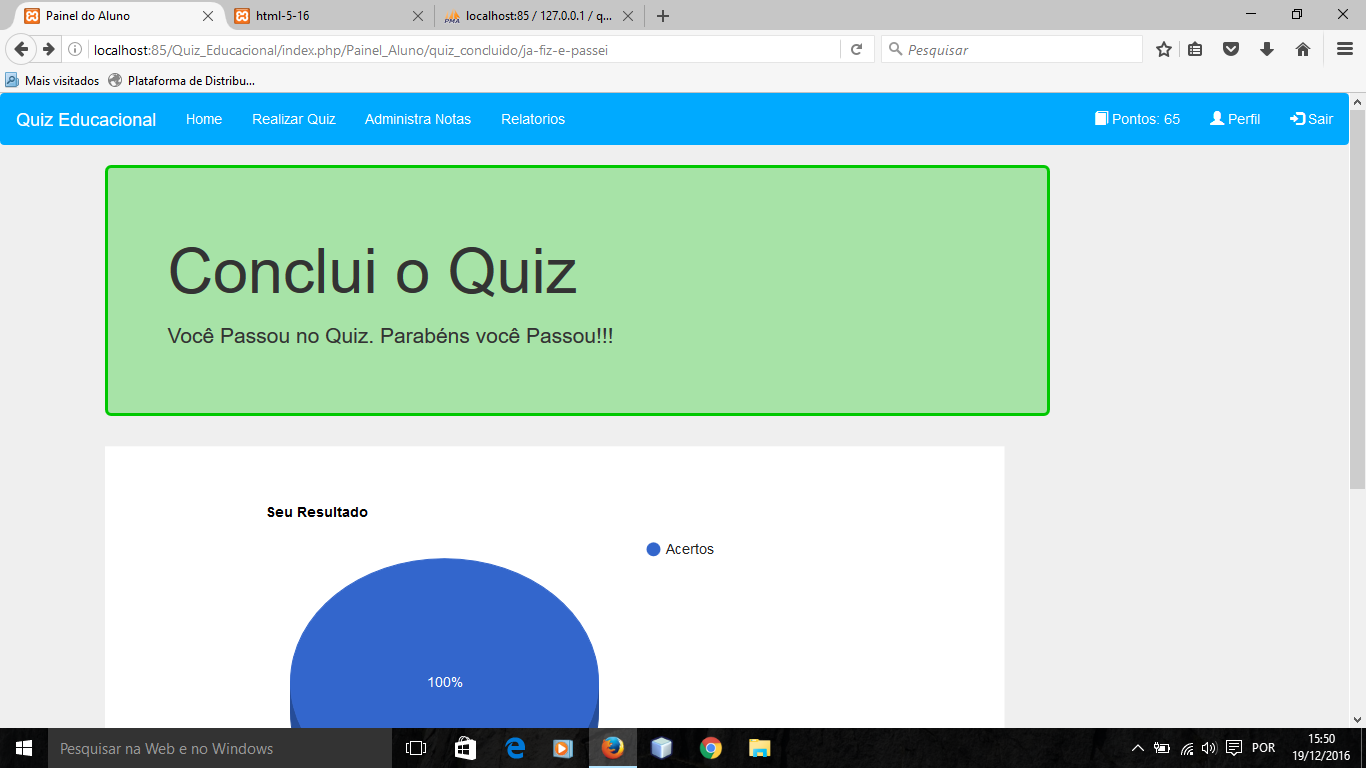 Painel do Aluno
html-5-16
localhost:85 / 127.0.0.1 / q...
localhost:85/Quiz_Educacional/index.php/Painel_Aluno/quiz_concluido/ja-fiz-e-passei
Pesquisar
Mais visitados
Plataforma de Distribu...
Quiz Educacional Home Realizar Quiz Administra Notas Relatorios Pontos: 65 Perfil Sair
Conclui o Quiz
Você Passou no Quiz. Parabéns você Passou!!!
Seu Resultado
Acertos
100%
Pesquisar na Web e no Windows
POR
15:50
19/12/2016